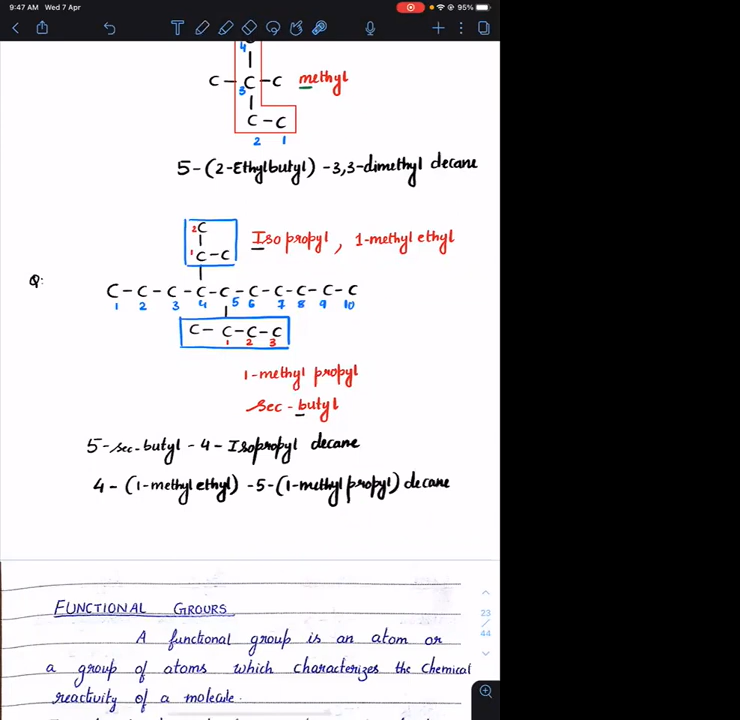 9:47 AM Wed 7 Apr
95%
4
C – C – C methyl
3
C – C
2 1
5-(2-Ethylbutyl) -3,3-dimethyl decane
2C
1C – C
Isopropyl, 1-methyl ethyl
Q:
C – C – C – C – C – C – C – C – C – C
1 2 3 4 5 6 7 8 9 10
C – C – C – C
1 2 3
1-methyl propyl
sec-butyl
5-sec-butyl - 4 - Isopropyl decane
4 - (1-methyl ethyl) -5-(1-methyl propyl) decane
FUNCTIONAL GROURS
A functional group is an atom or
a group of atoms which characterizes the chemical
reactivity of a molecule.
23
/
44